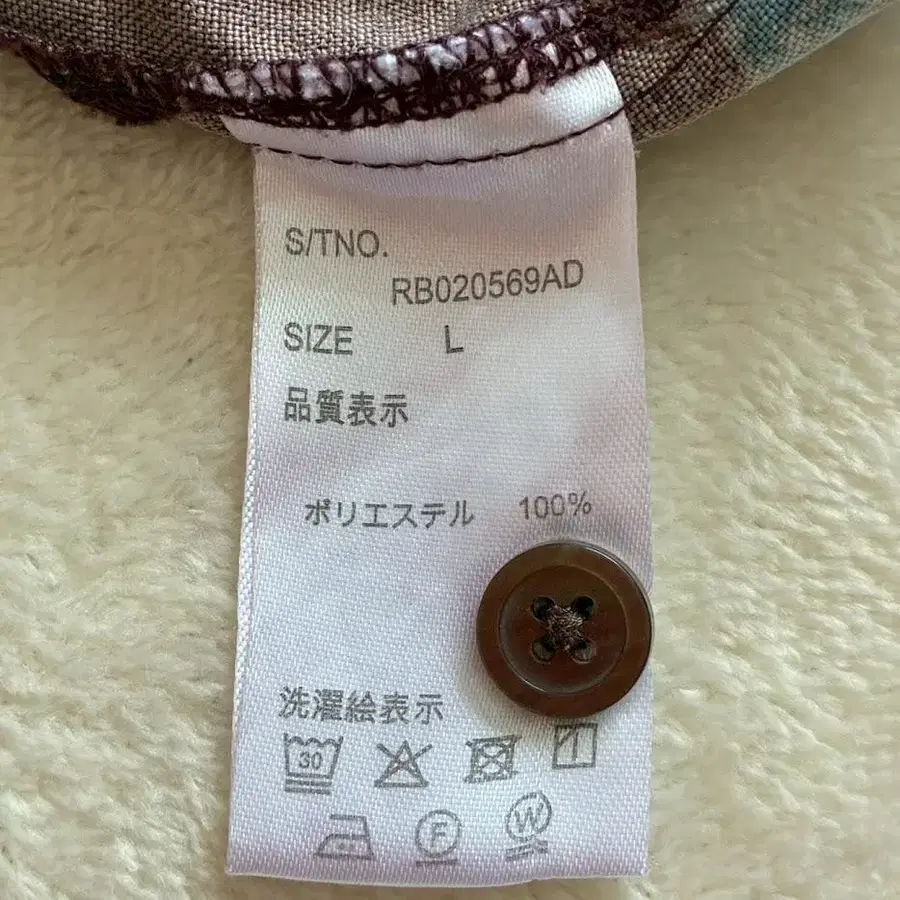 S/TNO.
RB020569AD
SIZE L
品質表示
ポリエステル 100%
洗濯絵表示
30
F
W